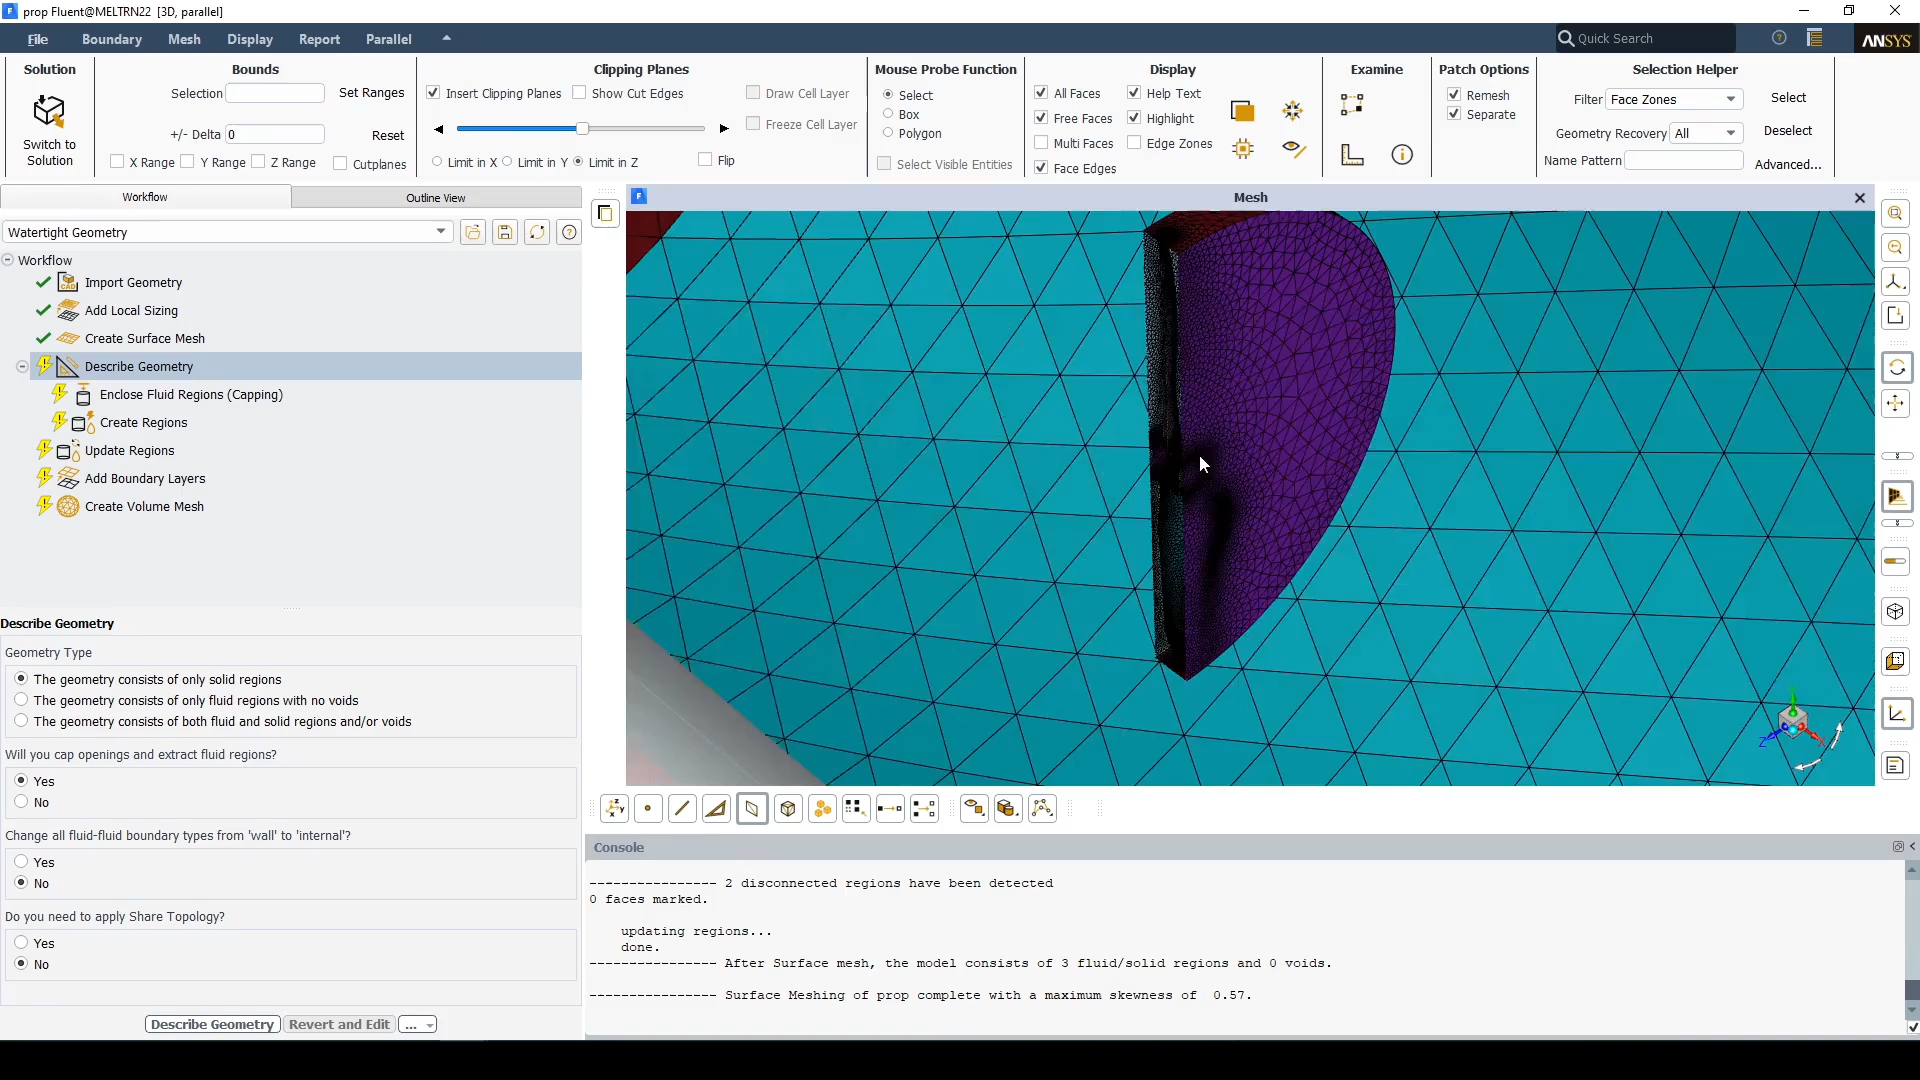 prop Fluent@MELTRN22 [3D, parallel]
File Boundary Mesh Display Report Parallel
Quick Search
ANSYS
Solution
Switch to
Solution
Bounds
Selection
Set Ranges
+/- Delta 0
Reset
X Range Y Range Z Range Cutplanes
Clipping Planes
Insert Clipping Planes Show Cut Edges Draw Cell Layer
Freeze Cell Layer
Limit in X Limit in Y Limit in Z Flip
Mouse Probe Function
Select
Box
Polygon
Select Visible Entities
Display
All Faces Help Text
Free Faces Highlight
Multi Faces Edge Zones
Face Edges
Examine
Patch Options
Remesh
Separate
Selection Helper
Filter Face Zones Select
Geometry Recovery All Deselect
Name Pattern Advanced...
Workflow Outline View
Watertight Geometry
Workflow
Import Geometry
Add Local Sizing
Create Surface Mesh
Describe Geometry
Enclose Fluid Regions (Capping)
Create Regions
Update Regions
Add Boundary Layers
Create Volume Mesh
Describe Geometry
Geometry Type
The geometry consists of only solid regions
The geometry consists of only fluid regions with no voids
The geometry consists of both fluid and solid regions and/or voids
Will you cap openings and extract fluid regions?
Yes
No
Change all fluid-fluid boundary types from 'wall' to 'internal'?
Yes
No
Do you need to apply Share Topology?
Yes
No
Describe Geometry Revert and Edit ...
Mesh
Z X
Console
---------------- 2 disconnected regions have been detected
0 faces marked.
updating regions...
done.
---------------- After Surface mesh, the model consists of 3 fluid/solid regions and 0 voids.
---------------- Surface Meshing of prop complete with a maximum skewness of 0.57.